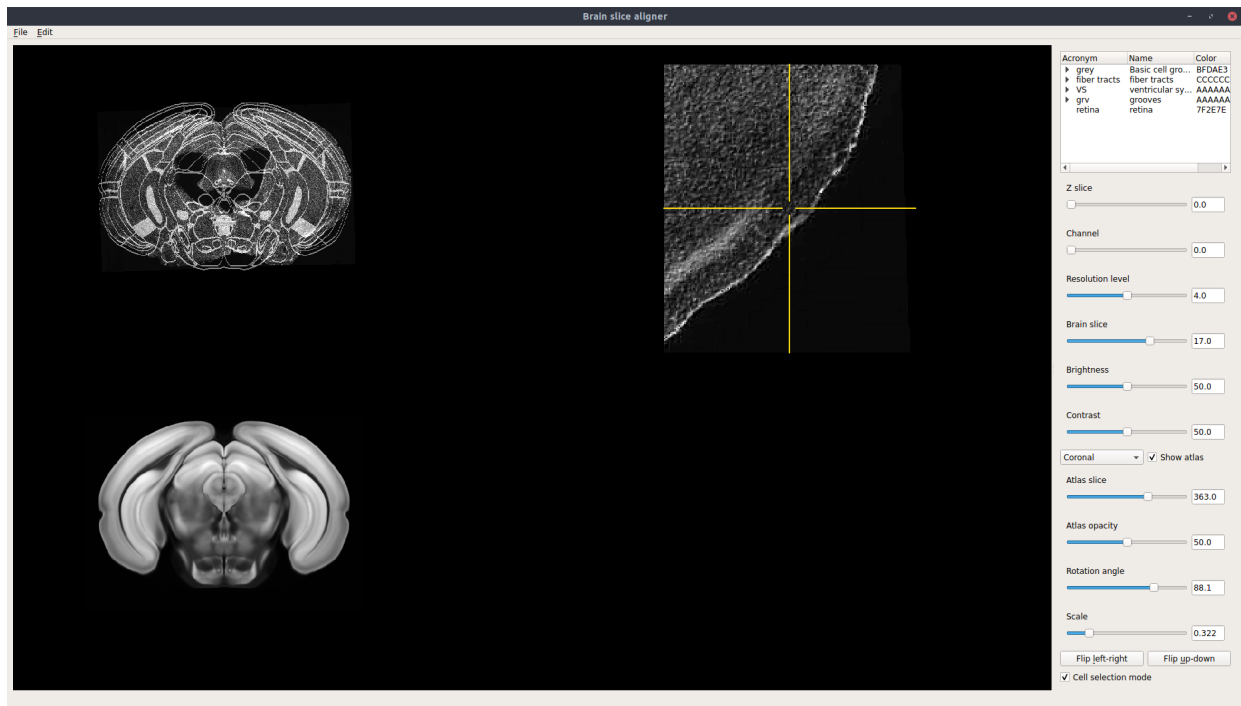 Brain slice aligner
File Edit
Acronym Name Color
grey Basic cell gro... BFDAE3
fiber tracts fiber tracts CCCCCC
VS ventricular sy... AAAAAA
grv grooves AAAAAA
retina retina 7F2E7E
Z slice
0.0
Channel
0.0
Resolution level
4.0
Brain slice
17.0
Brightness
50.0
Contrast
50.0
Coronal Show atlas
Atlas slice
363.0
Atlas opacity
50.0
Rotation angle
88.1
Scale
0.322
Flip left-right Flip up-down
Cell selection mode